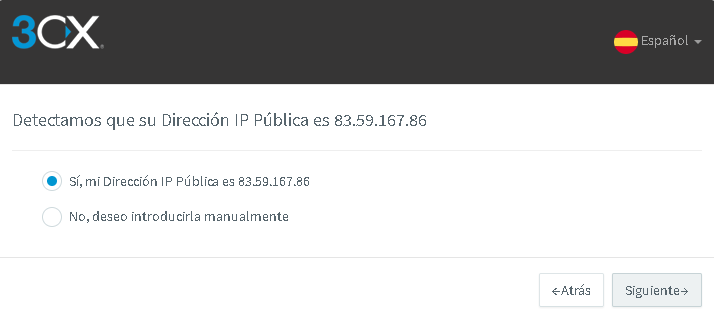 3CX
Español
Detectamos que su Dirección IP Pública es 83.59.167.86
Sí, mi Dirección IP Pública es 83.59.167.86
No, deseo introducirla manualmente
←Atrás
Siguiente→